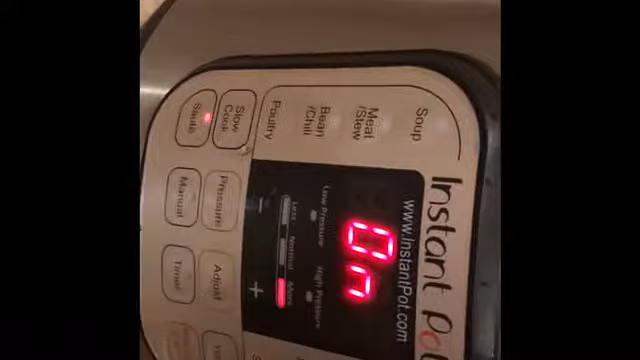 Instant Po
www.InstantPot.com
On
Low Pressure
High Pressure
Less
Normal
More
Soup
Meat
/Stew
Bean
/Chili
Poultry
Slow
Cook
Sauté
Pressure
Manual
Adjust
Timer